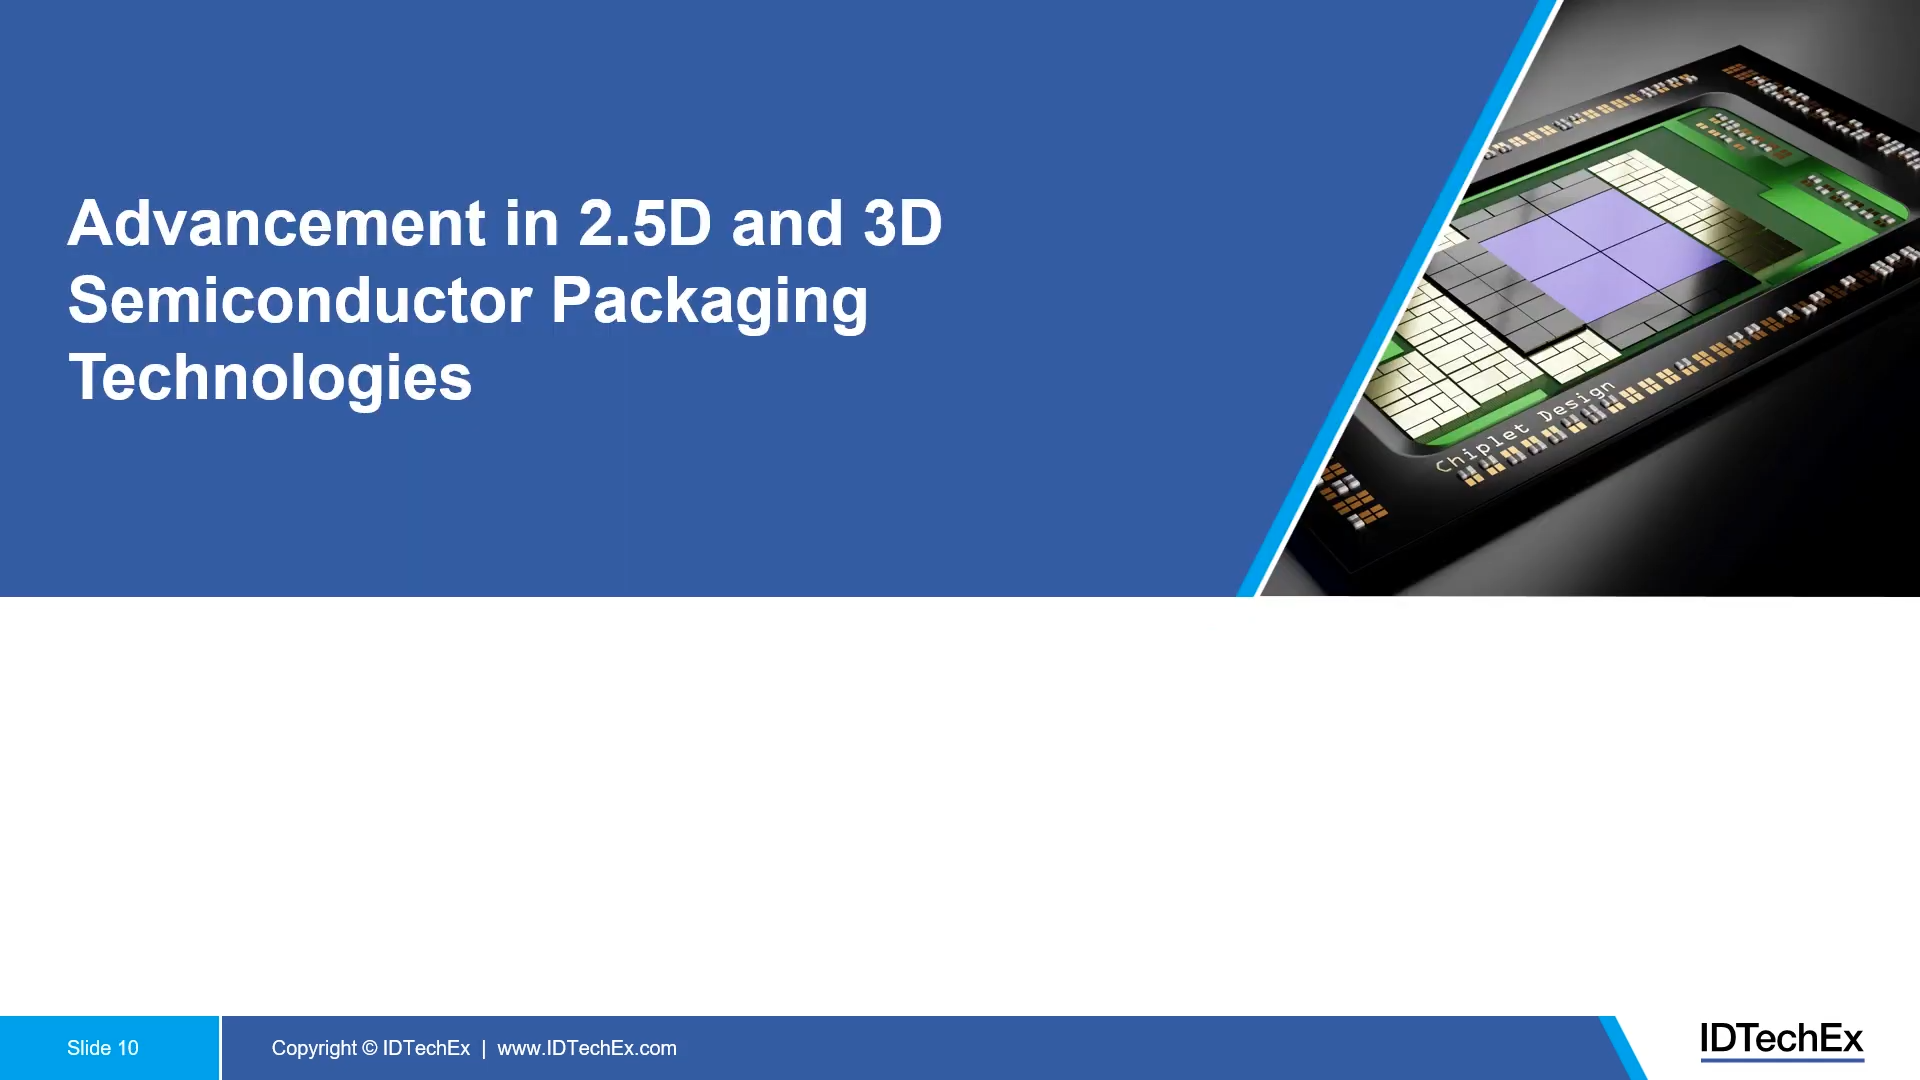 Advancement in 2.5D and 3D
Semiconductor Packaging
Technologies
Chiplet Design
Slide 10
Copyright © IDTechEx | www.IDTechEx.com
IDTechEx